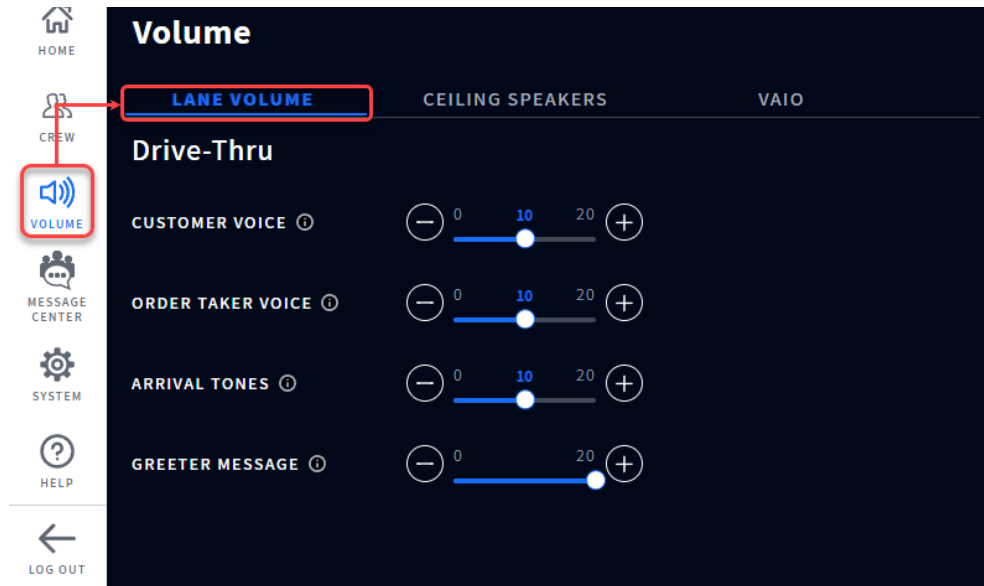 HOME
CREW
VOLUME
MESSAGE
CENTER
SYSTEM
HELP
LOG OUT
Volume
LANE VOLUME CEILING SPEAKERS VAIO
Drive-Thru
CUSTOMER VOICE 0 10 20
ORDER TAKER VOICE 0 10 20
ARRIVAL TONES 0 10 20
GREETER MESSAGE 0 20